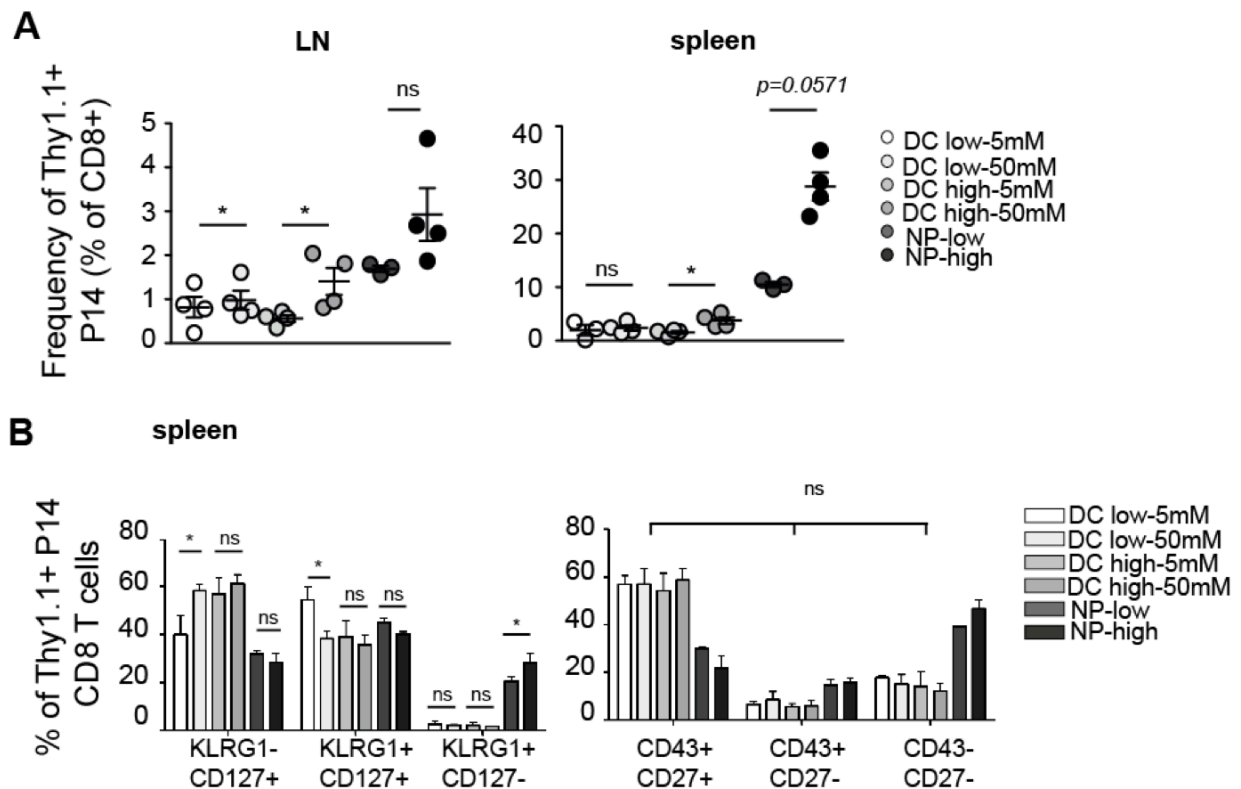 A
LN
spleen
Frequency of Thy1.1+
P14 (% of CD8+)
5
4
3
2
1
0
*
*
ns
40
30
20
10
0
ns
*
p=0.0571
DC low-5mM
DC low-50mM
DC high-5mM
DC high-50mM
NP-low
NP-high
B
spleen
% of Thy1.1+ P14
CD8 T cells
80
60
40
20
0
*
ns
ns
*
ns
ns
ns
ns
*
KLRG1-
CD127+
KLRG1+
CD127+
KLRG1+
CD127-
80
60
40
20
0
ns
CD43+
CD27+
CD43+
CD27-
CD43-
CD27-
DC low-5mM
DC low-50mM
DC high-5mM
DC high-50mM
NP-low
NP-high